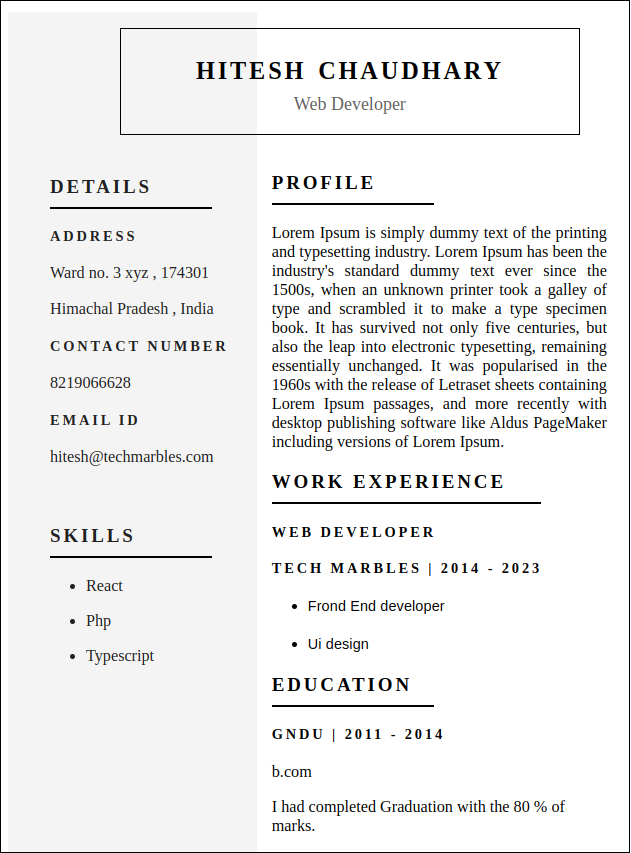 HITESH CHAUDHARY
Web Developer
DETAILS
ADDRESS
Ward no. 3 xyz , 174301
Himachal Pradesh , India
CONTACT NUMBER
8219066628
EMAIL ID
hitesh@techmarbles.com
SKILLS
React
Php
Typescript
PROFILE
Lorem Ipsum is simply dummy text of the printing
and typesetting industry. Lorem Ipsum has been the
industry's standard dummy text ever since the
1500s, when an unknown printer took a galley of
type and scrambled it to make a type specimen
book. It has survived not only five centuries, but
also the leap into electronic typesetting, remaining
essentially unchanged. It was popularised in the
1960s with the release of Letraset sheets containing
Lorem Ipsum passages, and more recently with
desktop publishing software like Aldus PageMaker
including versions of Lorem Ipsum.
WORK EXPERIENCE
WEB DEVELOPER
TECH MARBLES | 2014 - 2023
Frond End developer
Ui design
EDUCATION
GNDU | 2011 - 2014
b.com
I had completed Graduation with the 80 % of
marks.